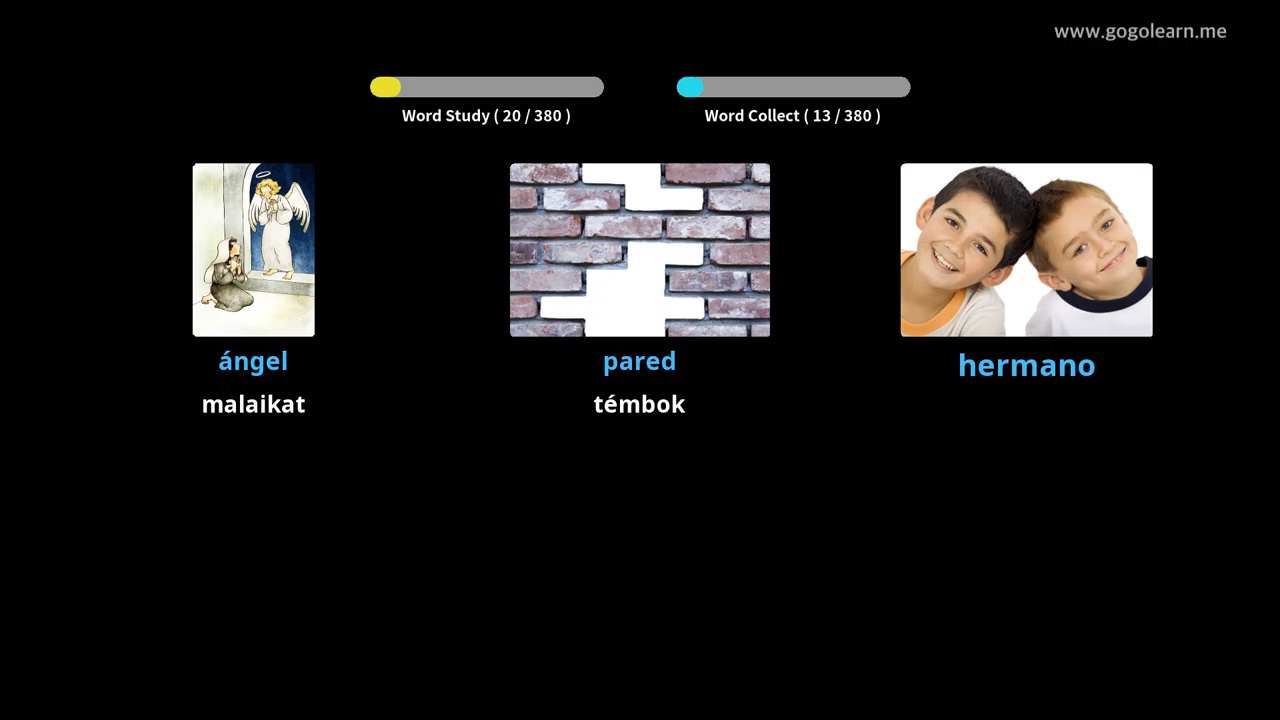 www.gogolearn.me
Word Study ( 20 / 380 )
Word Collect ( 13 / 380 )
ángel
malaikat
pared
témbok
hermano